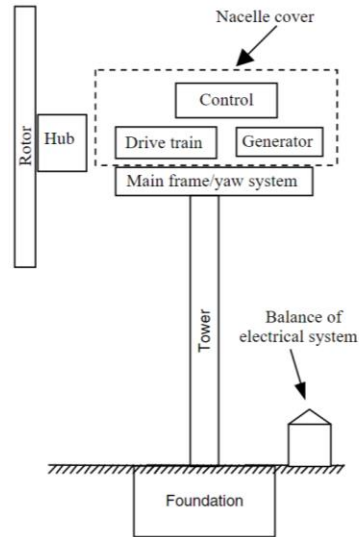 Nacelle cover
Control
Rotor
Hub
Drive train
Generator
Main frame/yaw system
Tower
Balance of
electrical system
Foundation